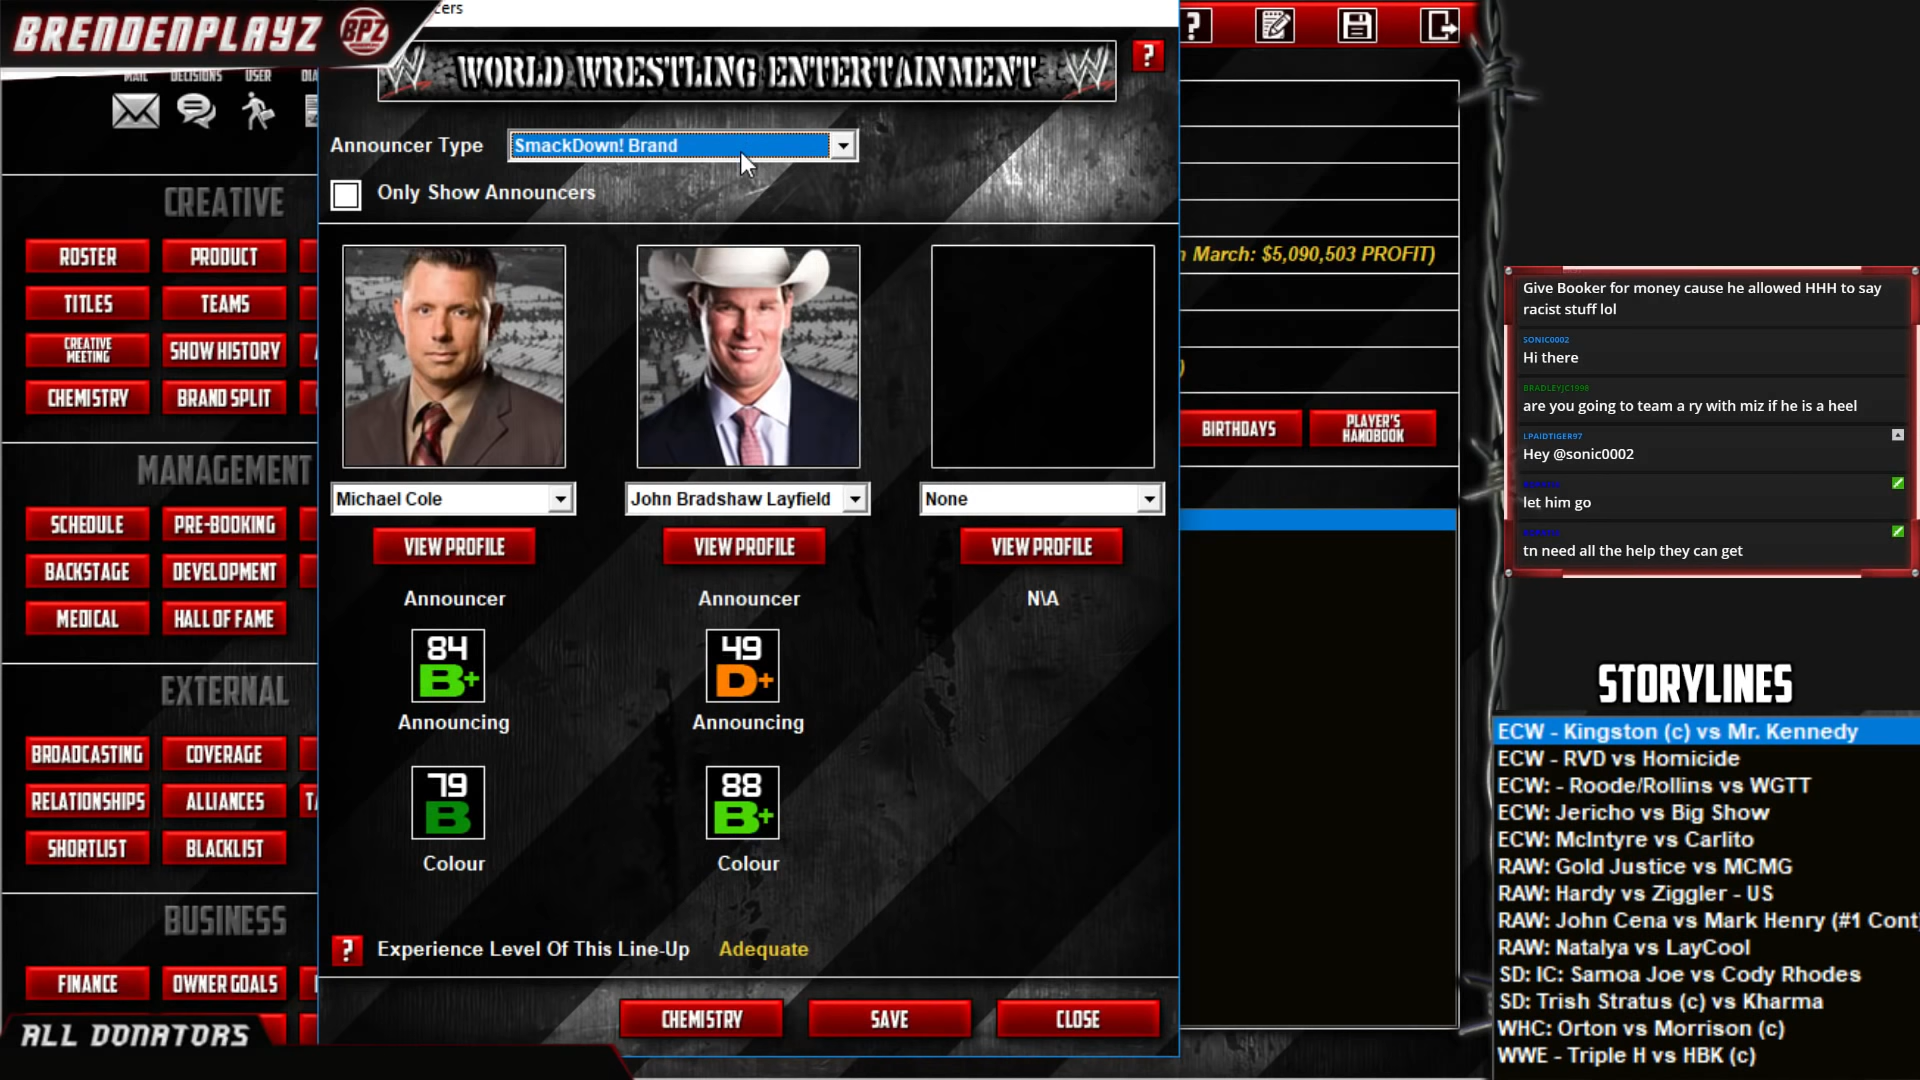 BRENDENPLAYZ
BPZ
cers
WORLD WRESTLING ENTERTAINMENT
?
?
MAIL
DECISIONS
USER
Announcer Type
SmackDown! Brand
Only Show Announcers
CREATIVE
ROSTER
PRODUCT
TITLES
TEAMS
CREATIVE MEETING
SHOW HISTORY
CHEMISTRY
BRAND SPLIT
MANAGEMENT
SCHEDULE
PRE-BOOKING
BACKSTAGE
DEVELOPMENT
MEDICAL
HALL OF FAME
EXTERNAL
BROADCASTING
COVERAGE
RELATIONSHIPS
ALLIANCES
SHORTLIST
BLACKLIST
BUSINESS
FINANCE
OWNER GOALS
ALL DONATORS
Michael Cole
John Bradshaw Layfield
None
VIEW PROFILE
VIEW PROFILE
VIEW PROFILE
Announcer
Announcer
N\A
84
B+
49
D+
Announcing
Announcing
79
B
88
B+
Colour
Colour
?
Experience Level Of This Line-Up
Adequate
CHEMISTRY
SAVE
CLOSE
March: $5,090,503 PROFIT)
)
BIRTHDAYS
PLAYER'S HANDBOOK
Give Booker for money cause he allowed HHH to say
racist stuff lol
SONIC0002
Hi there
BRADLEYJC1998
are you going to team a ry with miz if he is a heel
LPAIDTIGER97
Hey @sonic0002
let him go
tn need all the help they can get
STORYLINES
ECW - Kingston (c) vs Mr. Kennedy
ECW - RVD vs Homicide
ECW: - Roode/Rollins vs WGTT
ECW: Jericho vs Big Show
ECW: McIntyre vs Carlito
RAW: Gold Justice vs MCMG
RAW: Hardy vs Ziggler - US
RAW: John Cena vs Mark Henry (#1 Cont
RAW: Natalya vs LayCool
SD: IC: Samoa Joe vs Cody Rhodes
SD: Trish Stratus (c) vs Kharma
WHC: Orton vs Morrison (c)
WWE - Triple H vs HBK (c)